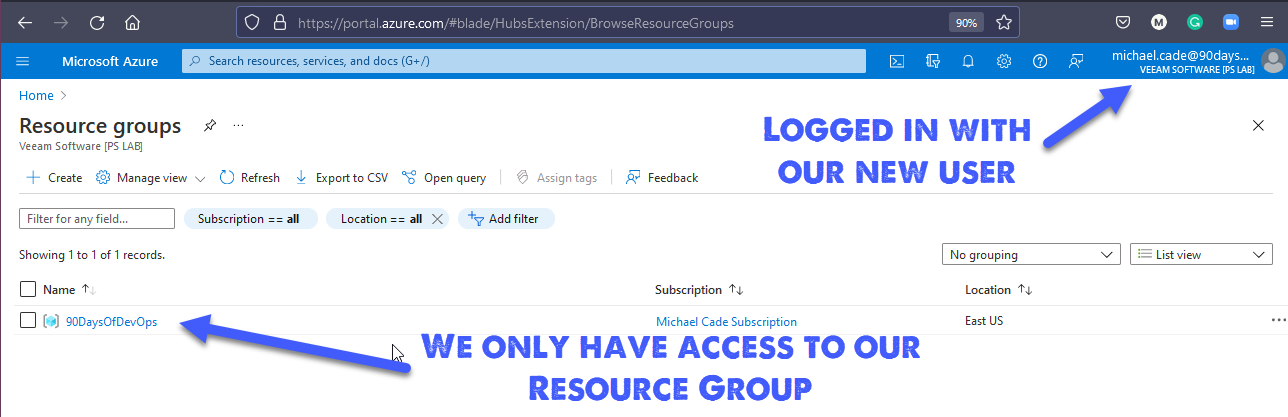 https://portal.azure.com/#blade/HubsExtension/BrowseResourceGroups
90%
Microsoft Azure
Search resources, services, and docs (G+/)
michael.cade@90days...
VEEAM SOFTWARE [PS LAB]
Home
Resource groups
Veeam Software [PS LAB]
Logged in with
our new user
Create
Manage view
Refresh
Export to CSV
Open query
Assign tags
Feedback
Filter for any field...
Subscription == all
Location == all
Add filter
Showing 1 to 1 of 1 records.
No grouping
List view
Name
Subscription
Location
90DaysOfDevOps
Michael Cade Subscription
East US
We only have access to our
Resource Group